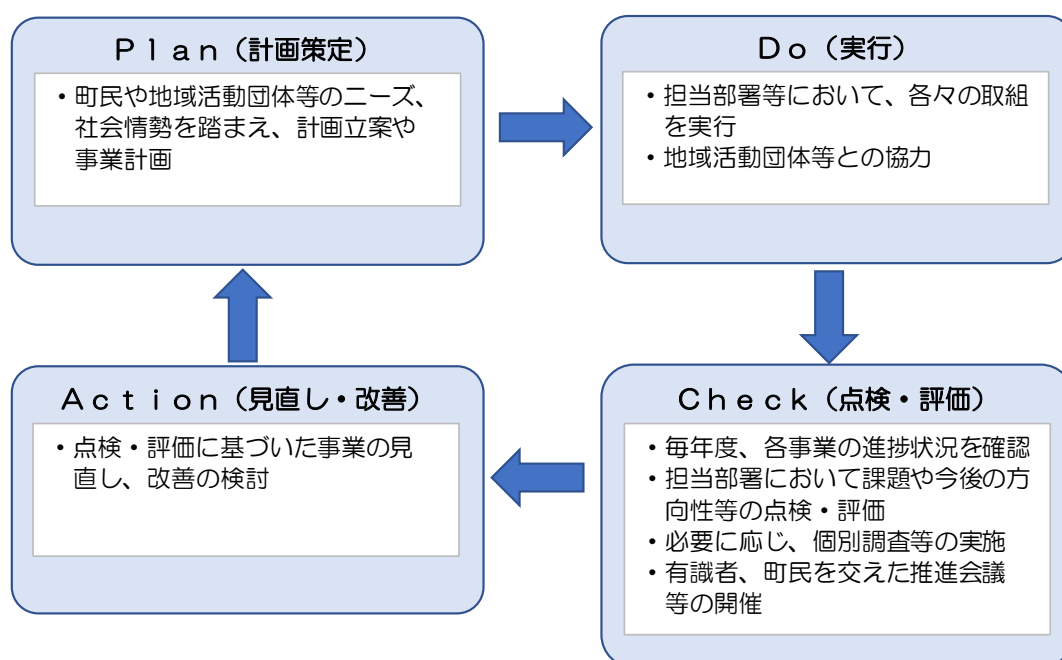 Ｐｌａｎ（計画策定）
・町民や地域活動団体等のニーズ、
社会情勢を踏まえ、計画立案や
事業計画
Ｄｏ（実行）
・担当部署等において、各々の取組
を実行
・地域活動団体等との協力
Ａｃｔｉｏｎ（見直し・改善）
・点検・評価に基づいた事業の見
直し、改善の検討
Ｃｈｅｃｋ（点検・評価）
・毎年度、各事業の進捗状況を確認
・担当部署において課題や今後の方
向性等の点検・評価
・必要に応じ、個別調査等の実施
・有識者、町民を交えた推進会議
等の開催